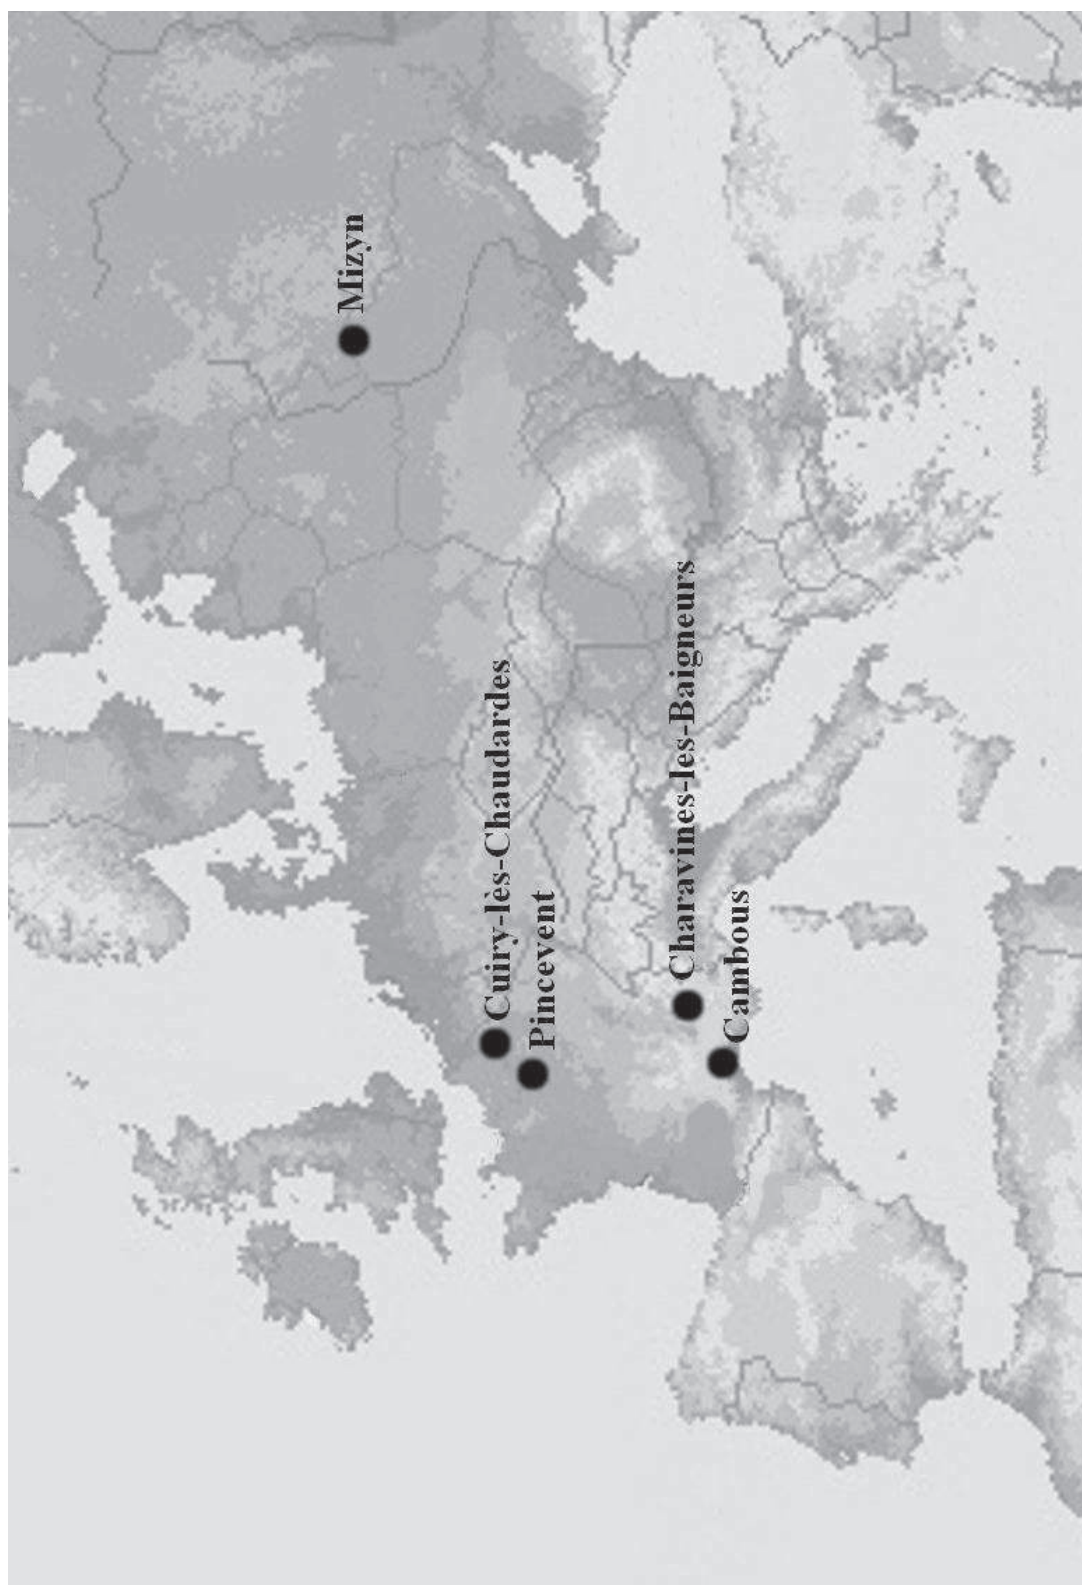 Mizyn
Cuiry-lès-Chaudardes
Pincevent
Charavines-les-Baigneurs
Cambous